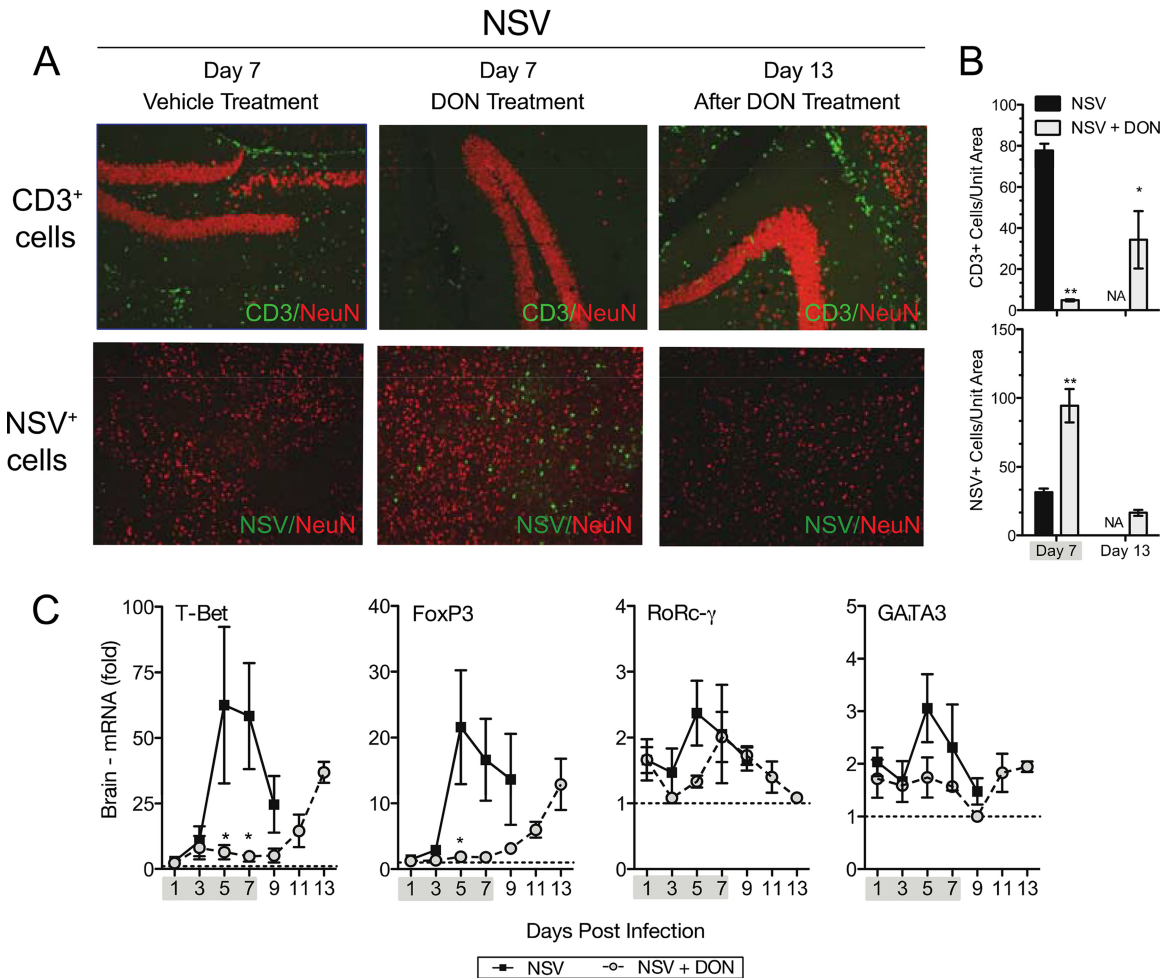 NSV
A
Day 7
Vehicle Treatment
Day 7
DON Treatment
Day 13
After DON Treatment
B
CD3+
cells
CD3/NeuN
CD3/NeuN
CD3/NeuN
NSV+
cells
NSV/NeuN
NSV/NeuN
NSV/NeuN
NSV
NSV + DON
CD3+ Cells/Unit Area
100
80
60
40
20
0
**
NA
*
NSV+ Cells/Unit Area
150
100
50
0
**
NA
Day 7
Day 13
C
Brain - mRNA (fold)
T-Bet
100
75
50
25
0
* *
1 3 5 7 9 11 13
FoxP3
40
30
20
10
0
*
1 3 5 7 9 11 13
RoRc-γ
4
3
2
1
0
1 3 5 7 9 11 13
GATA3
5
4
3
2
1
0
1 3 5 7 9 11 13
Days Post Infection
NSV NSV + DON